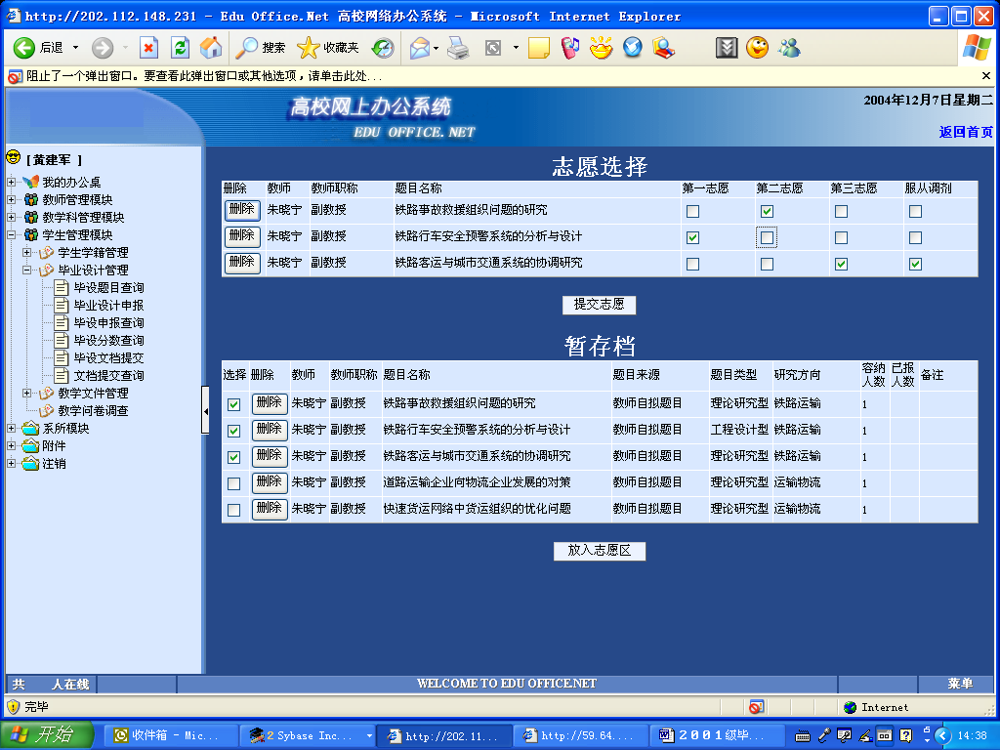 http://202.112.148.231 - Edu Office.Net 高校网络办公系统 - Microsoft Internet Explorer
后退 搜索 收藏夹
阻止了一个弹出窗口。要查看此弹出窗口或其他选项，请单击此处...
高校网上办公系统
EDU OFFICE.NET
2004年12月7日星期二
返回首页
[黄建军 ]
我的办公桌
教师管理模块
教学科管理模块
学生管理模块
学生学籍管理
毕业设计管理
毕设题目查询
毕业设计申报
毕设申报查询
毕设分数查询
毕设文档提交
文档提交查询
教学文件管理
教学问卷调查
系所模块
附件
注销
志愿选择
删除 教师 教师职称 题目名称 第一志愿 第二志愿 第三志愿 服从调剂
删除 朱晓宁 副教授 铁路事故救援组织问题的研究
删除 朱晓宁 副教授 铁路行车安全预警系统的分析与设计
删除 朱晓宁 副教授 铁路客运与城市交通系统的协调研究
提交志愿
暂存档
选择 删除 教师 教师职称 题目名称 题目来源 题目类型 研究方向 容纳人数 已报人数 备注
删除 朱晓宁 副教授 铁路事故救援组织问题的研究 教师自拟题目 理论研究型 铁路运输 1
删除 朱晓宁 副教授 铁路行车安全预警系统的分析与设计 教师自拟题目 工程设计型 铁路运输 1
删除 朱晓宁 副教授 铁路客运与城市交通系统的协调研究 教师自拟题目 理论研究型 铁路运输 1
删除 朱晓宁 副教授 道路运输企业向物流企业发展的对策 教师自拟题目 理论研究型 运输物流 1
删除 朱晓宁 副教授 快速货运网络中货运组织的优化问题 教师自拟题目 理论研究型 运输物流 1
放入志愿区
共 人在线 WELCOME TO EDU OFFICE.NET 菜单
完毕 Internet
开始 收件箱 - Mic... 2 Sybase Inc... http://202.11... http://59.64.... 2001级毕... 14:38